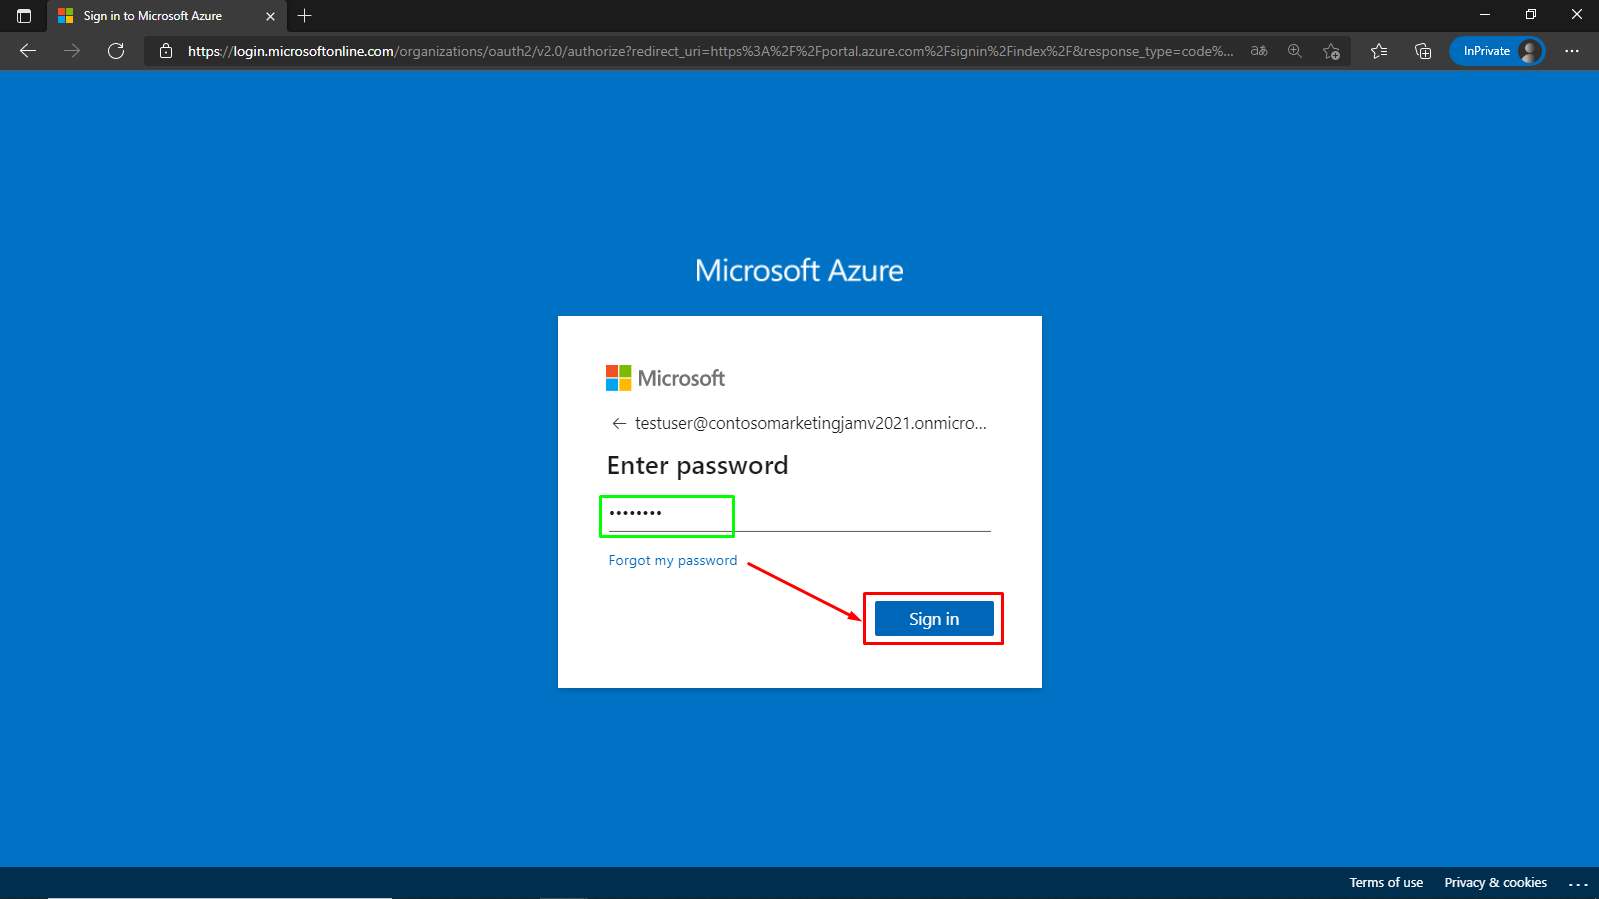 Sign in to Microsoft Azure
https://login.microsoftonline.com/organizations/oauth2/v2.0/authorize?redirect_uri=https%3A%2F%2Fportal.azure.com%2Fsignin%2Findex%2F&response_type=code%...
aあ
InPrivate
Microsoft Azure
Microsoft
testuser@contosomarketingjamv2021.onmicro...
Enter password
••••••••
Forgot my password
Sign in
Terms of use Privacy & cookies ...